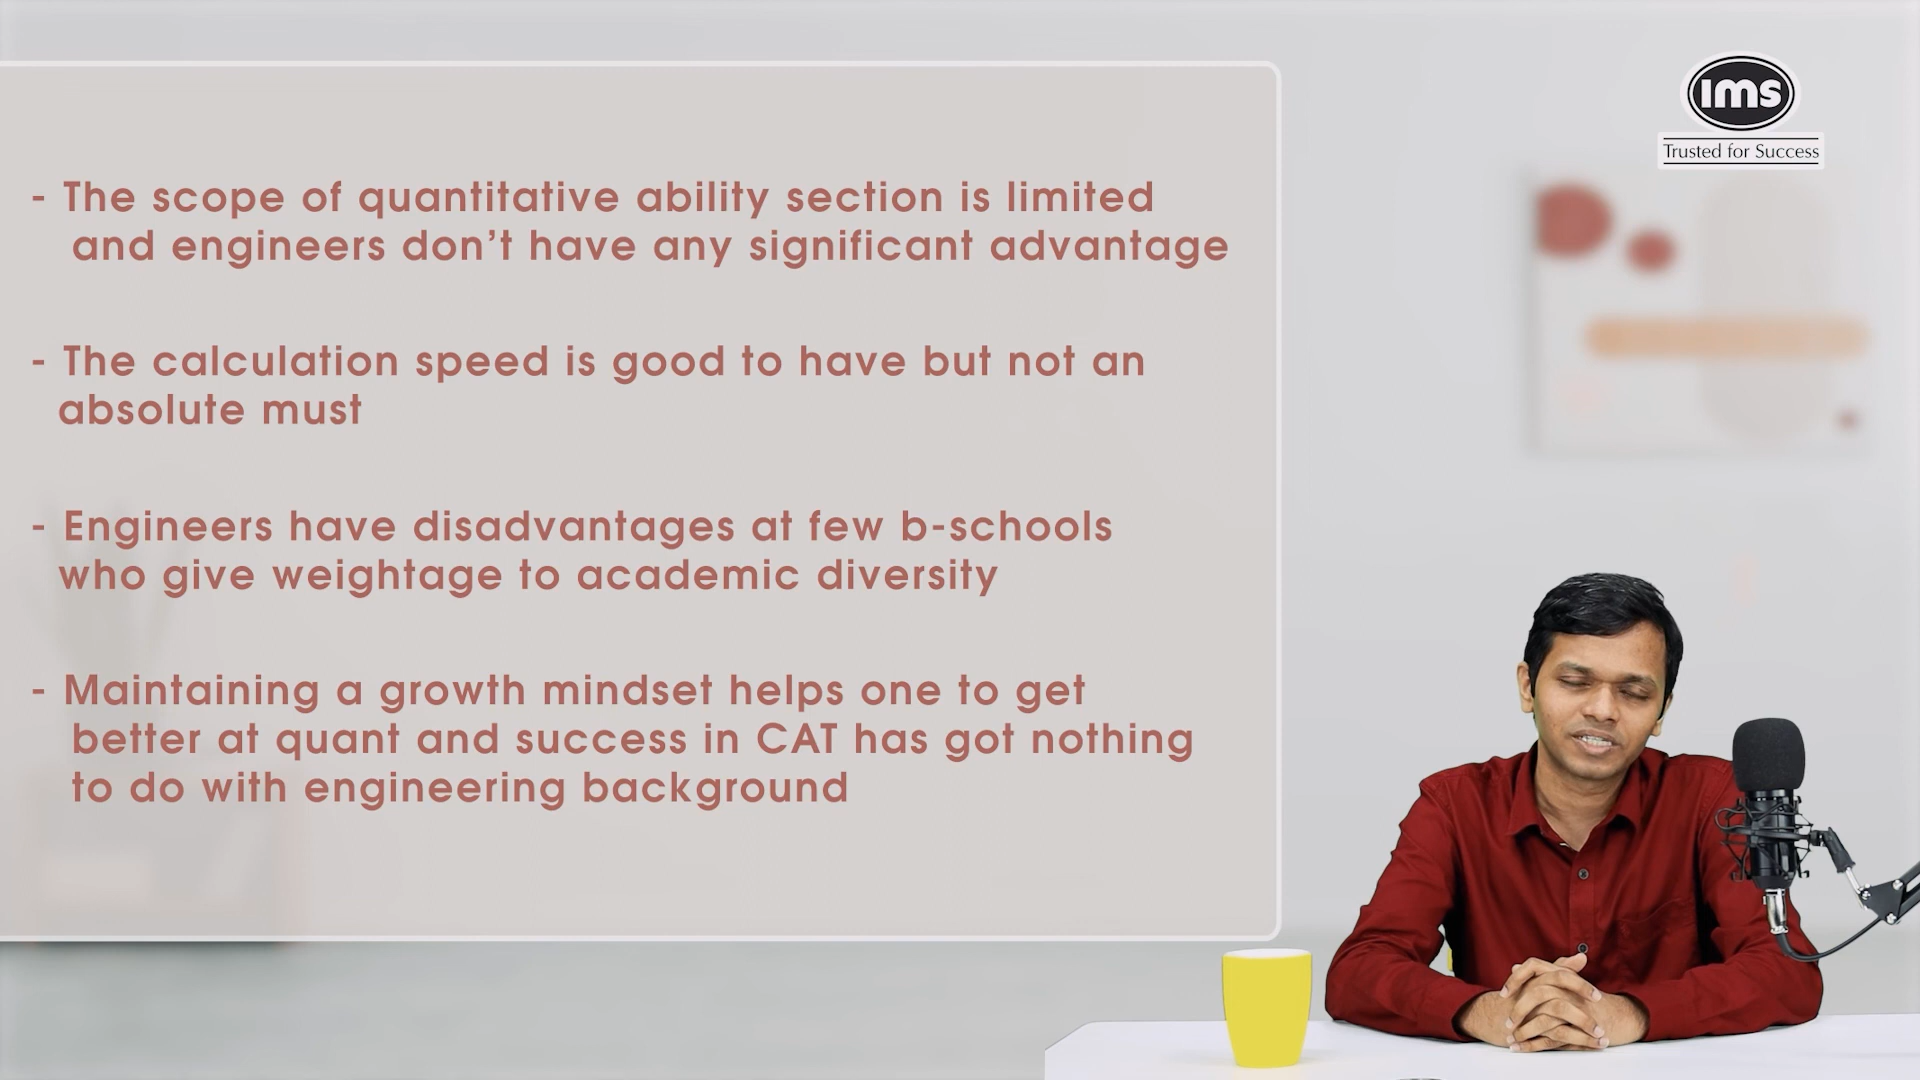 ims
Trusted for Success
- The scope of quantitative ability section is limited
and engineers don’t have any significant advantage
- The calculation speed is good to have but not an
absolute must
- Engineers have disadvantages at few b-schools
who give weightage to academic diversity
- Maintaining a growth mindset helps one to get
better at quant and success in CAT has got nothing
to do with engineering background